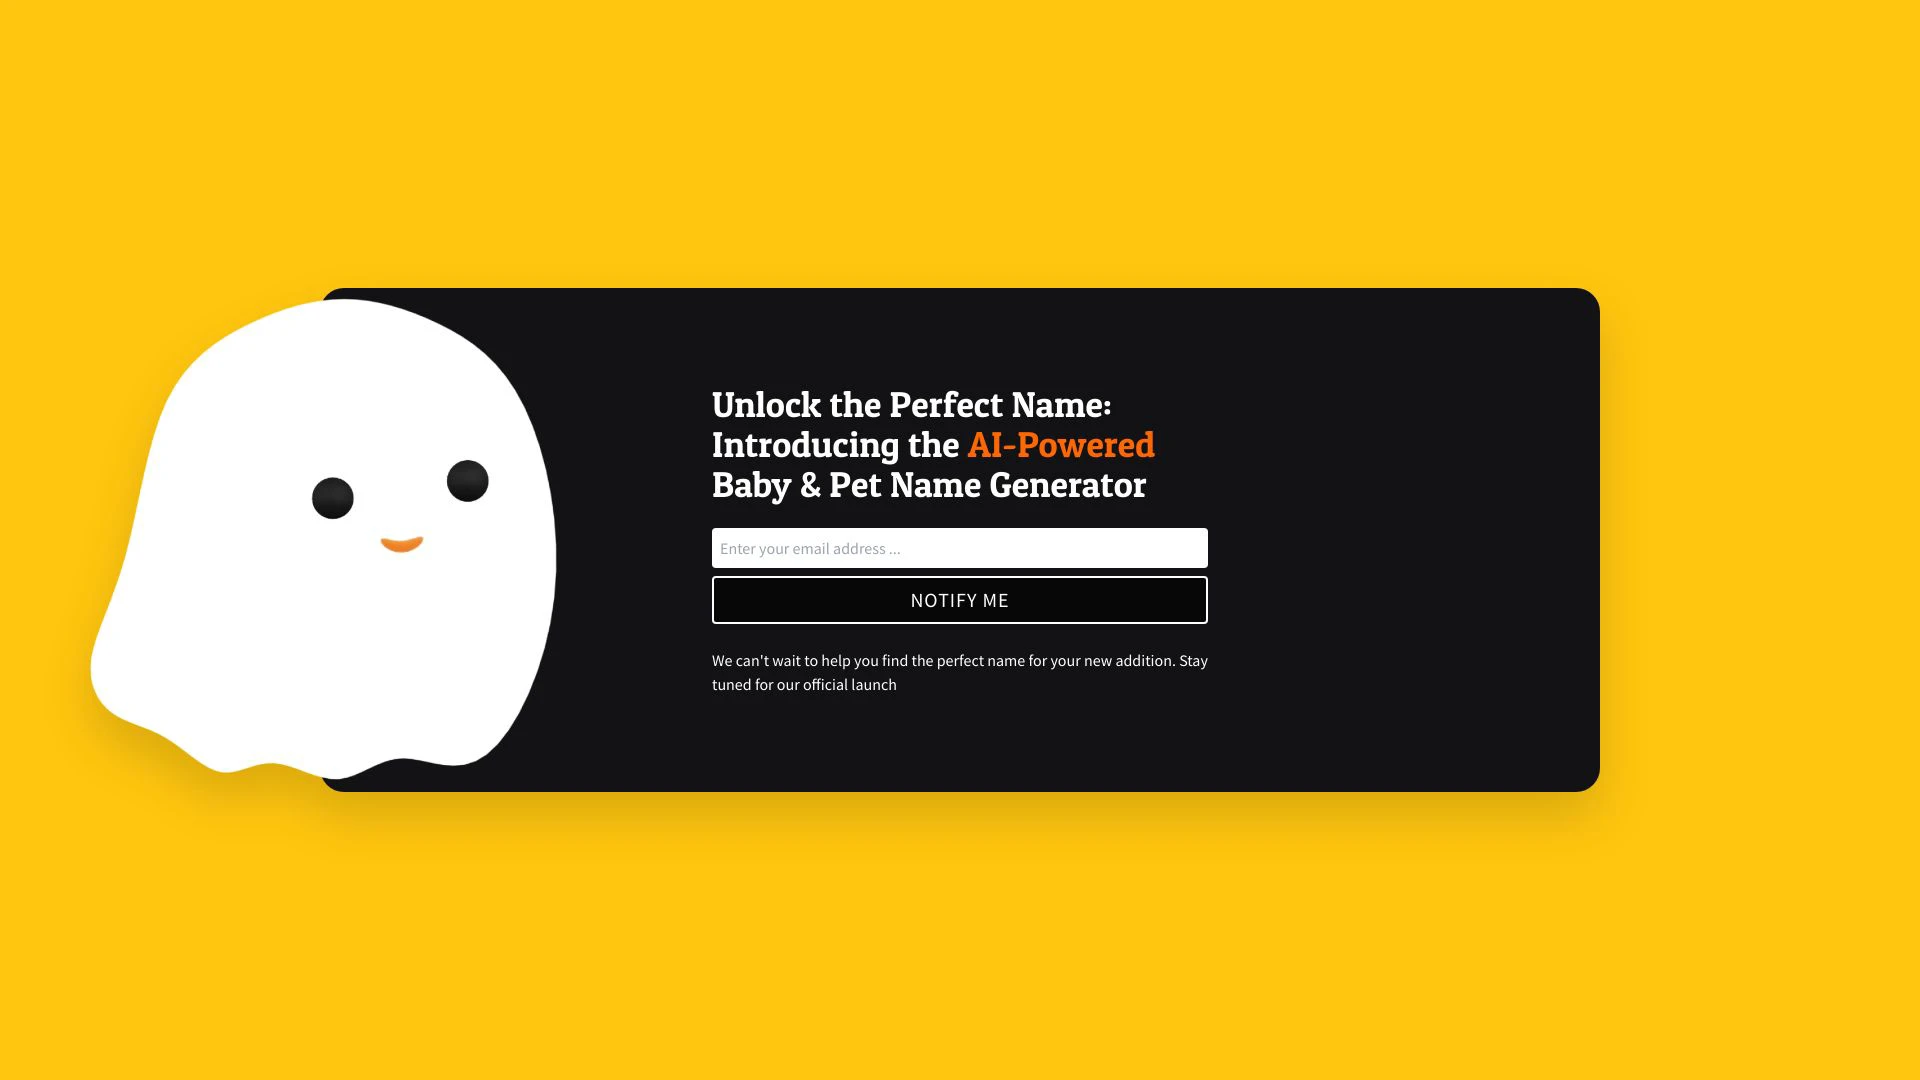 Unlock the Perfect Name:
Introducing the AI-Powered
Baby & Pet Name Generator
Enter your email address ...
NOTIFY ME
We can't wait to help you find the perfect name for your new addition. Stay
tuned for our official launch